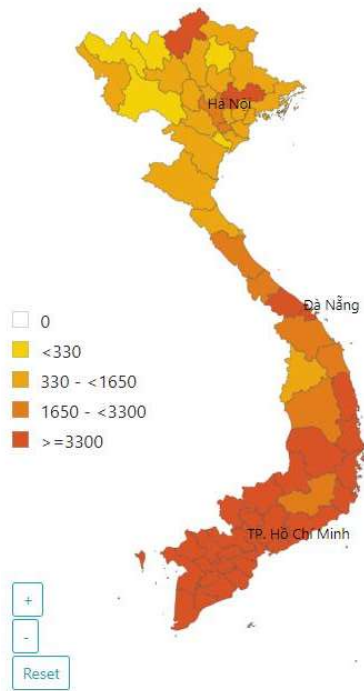 Hà Nội
Đà Nẵng
0
<330
330 - <1650
1650 - <3300
>=3300
TP. Hồ Chí Minh
+
-
Reset